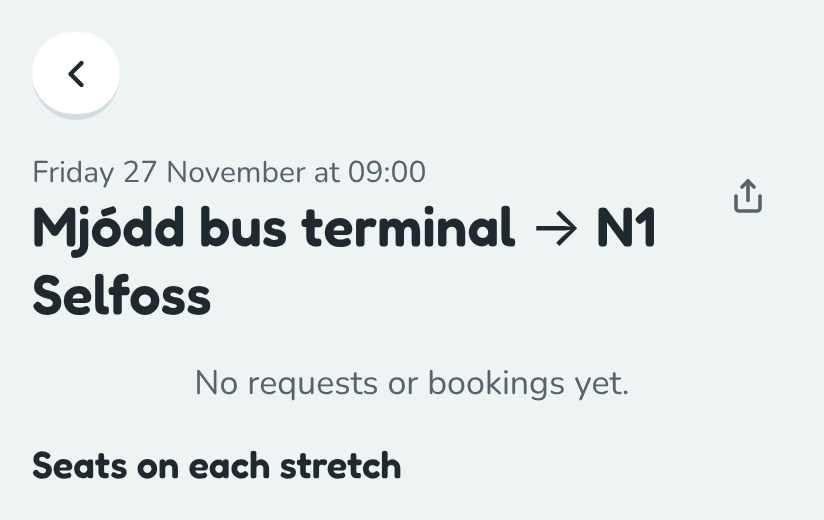 Friday 27 November at 09:00
Mjódd bus terminal → N1
Selfoss
No requests or bookings yet.
Seats on each stretch